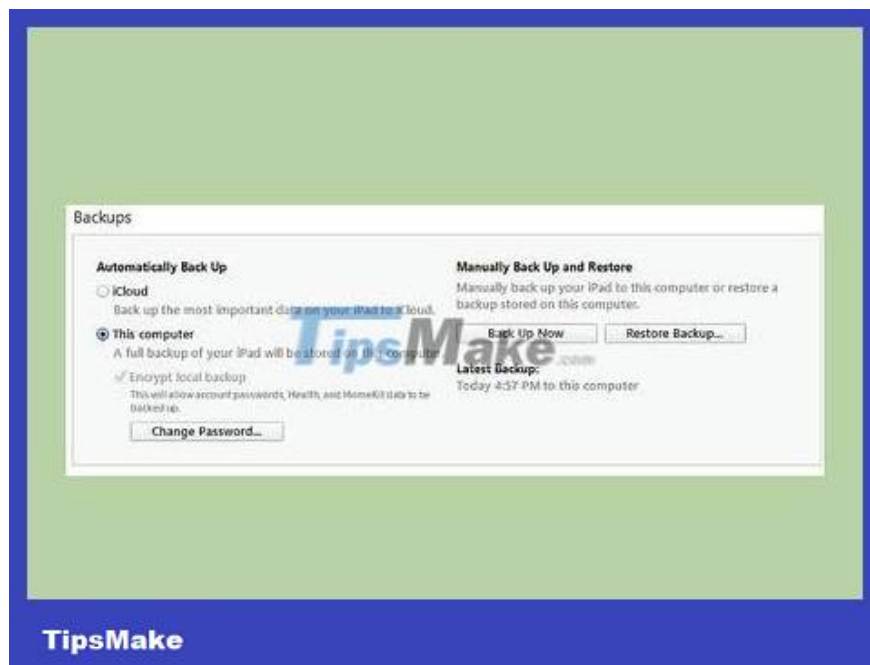 Backups
Automatically Back Up
iCloud
Back up the most important data on your iPad to iCloud.
This computer
A full backup of your iPad will be stored on this computer
Encrypt local backup
This will allow account passwords, Health, and HomeKit data to be
backed up.
Change Password...
Manually Back Up and Restore
Manually back up your iPad to this computer or restore a
backup stored on this computer.
Back Up Now
Restore Backup...
Latest Backup:
Today 4:57 PM to this computer
TipsMake.com
TipsMake